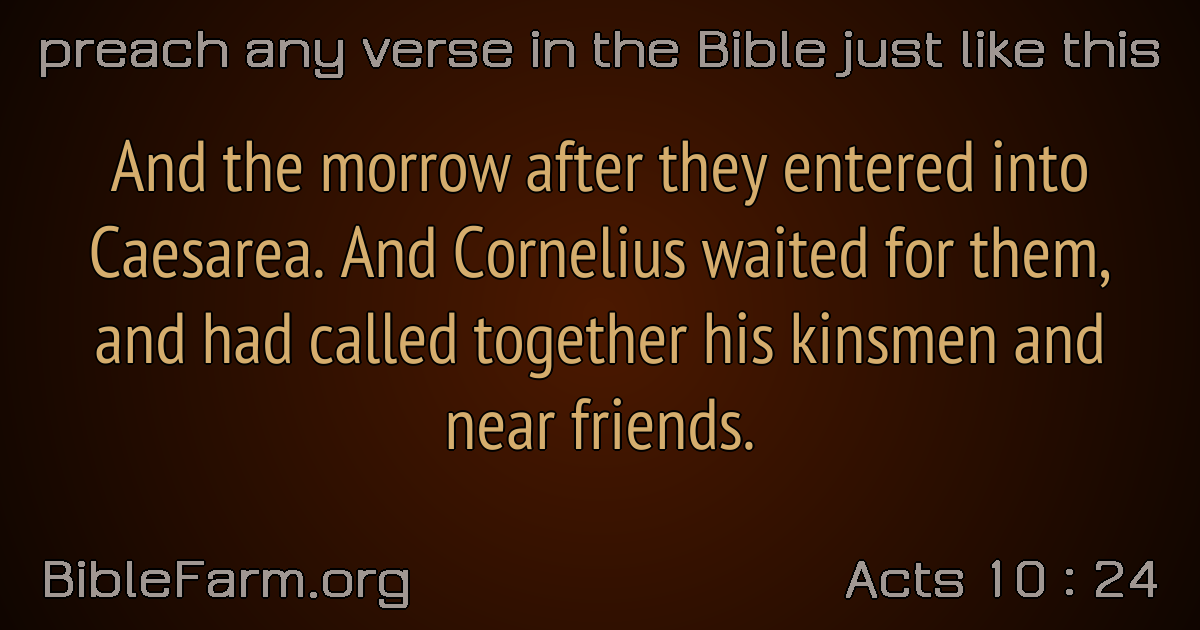 preach any verse in the Bible just like this
And the morrow after they entered into
Caesarea. And Cornelius waited for them,
and had called together his kinsmen and
near friends.
BibleFarm.org
Acts 10 : 24